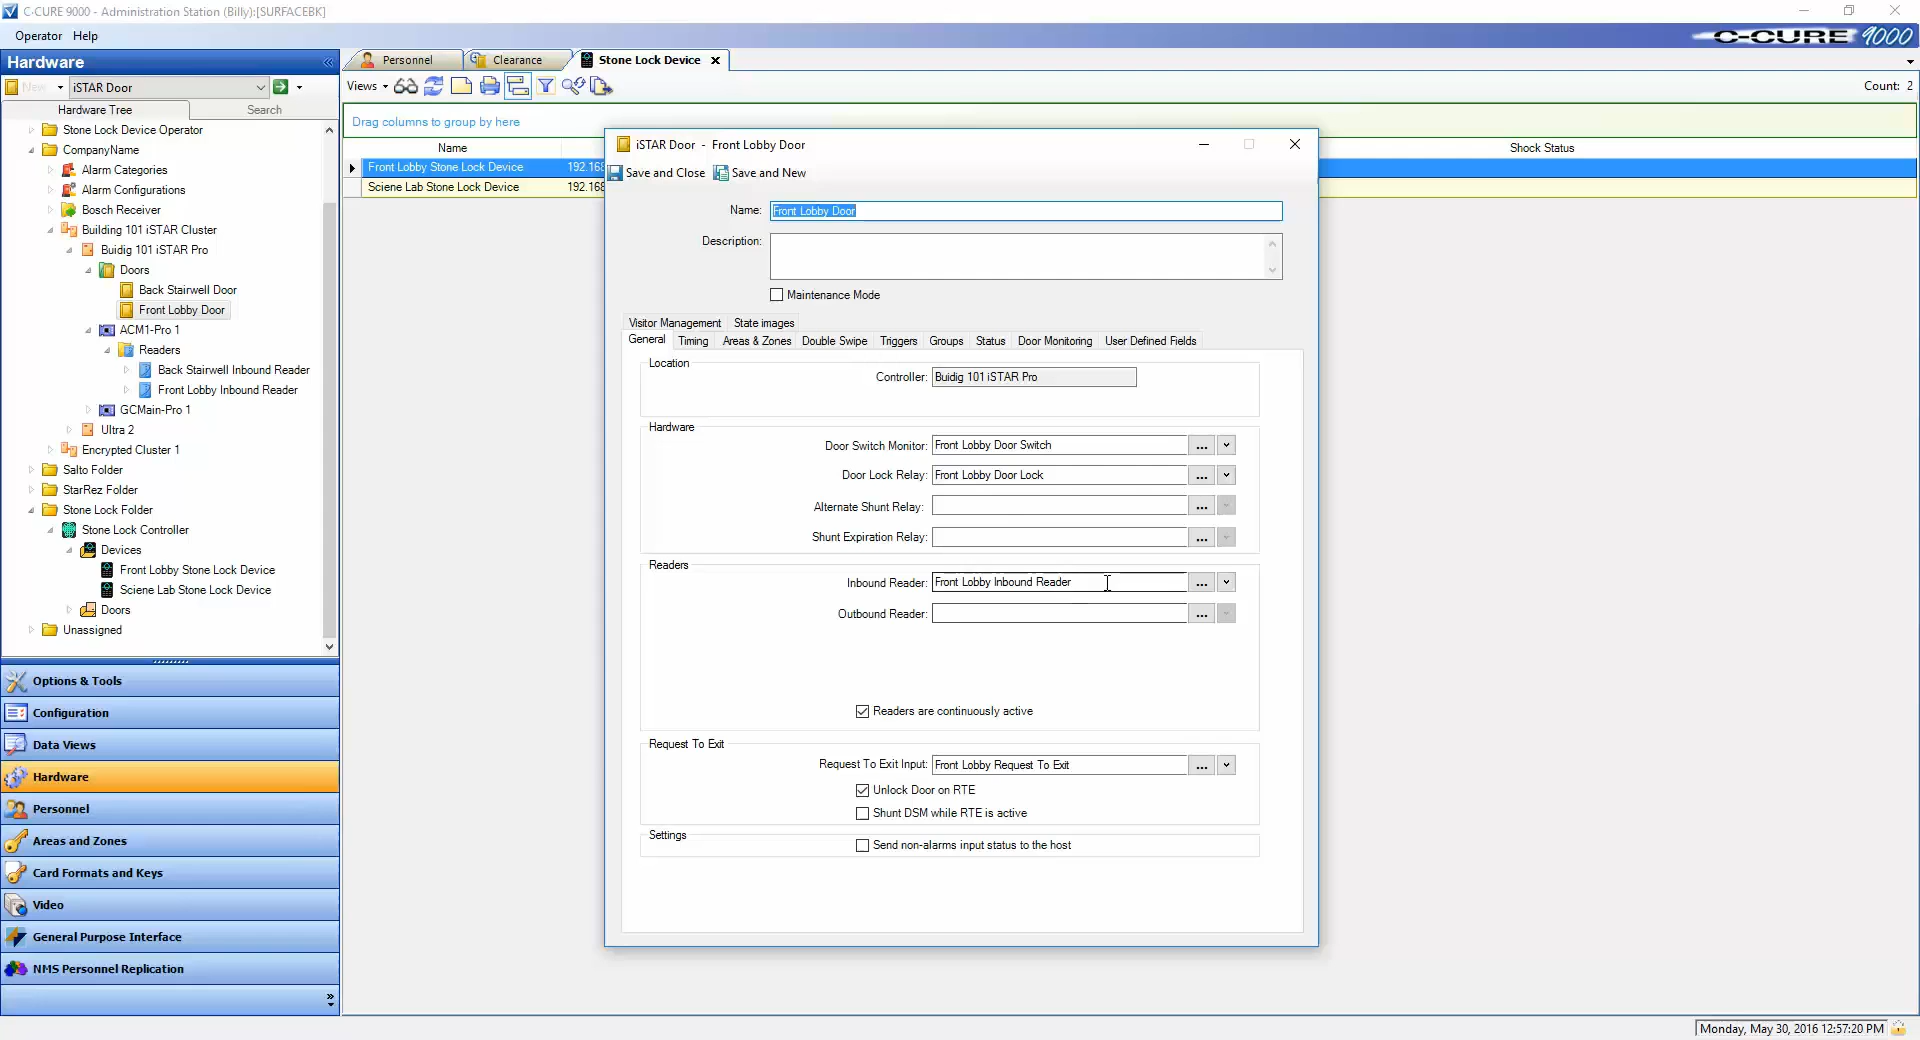 C-CURE 9000 - Administration Station (Billy):[SURFACEBK]
Operator Help
C-CURE 9000
Hardware
New
iSTAR Door
Hardware Tree
Search
Stone Lock Device Operator
CompanyName
Alarm Categories
Alarm Configurations
Bosch Receiver
Building 101 iSTAR Cluster
Buidig 101 iSTAR Pro
Doors
Back Stairwell Door
Front Lobby Door
ACM1-Pro 1
Readers
Back Stairwell Inbound Reader
Front Lobby Inbound Reader
GCMain-Pro 1
Ultra 2
Encrypted Cluster 1
Salto Folder
StarRez Folder
Stone Lock Folder
Stone Lock Controller
Devices
Front Lobby Stone Lock Device
Sciene Lab Stone Lock Device
Doors
Unassigned
Options & Tools
Configuration
Data Views
Hardware
Personnel
Areas and Zones
Card Formats and Keys
Video
General Purpose Interface
NMS Personnel Replication
Personnel
Clearance
Stone Lock Device
Views
Count: 2
Drag columns to group by here
Name
Shock Status
Front Lobby Stone Lock Device 192.168
Sciene Lab Stone Lock Device 192.168
iSTAR Door - Front Lobby Door
Save and Close
Save and New
Name: Front Lobby Door
Description:
Maintenance Mode
Visitor Management State images
General Timing Areas & Zones Double Swipe Triggers Groups Status Door Monitoring User Defined Fields
Location
Controller: Buidig 101 iSTAR Pro
Hardware
Door Switch Monitor: Front Lobby Door Switch ...
Door Lock Relay: Front Lobby Door Lock ...
Alternate Shunt Relay: ...
Shunt Expiration Relay: ...
Readers
Inbound Reader: Front Lobby Inbound Reader ...
Outbound Reader: ...
Readers are continuously active
Request To Exit
Request To Exit Input: Front Lobby Request To Exit ...
Unlock Door on RTE
Shunt DSM while RTE is active
Settings
Send non-alarms input status to the host
Monday, May 30, 2016 12:57:20 PM